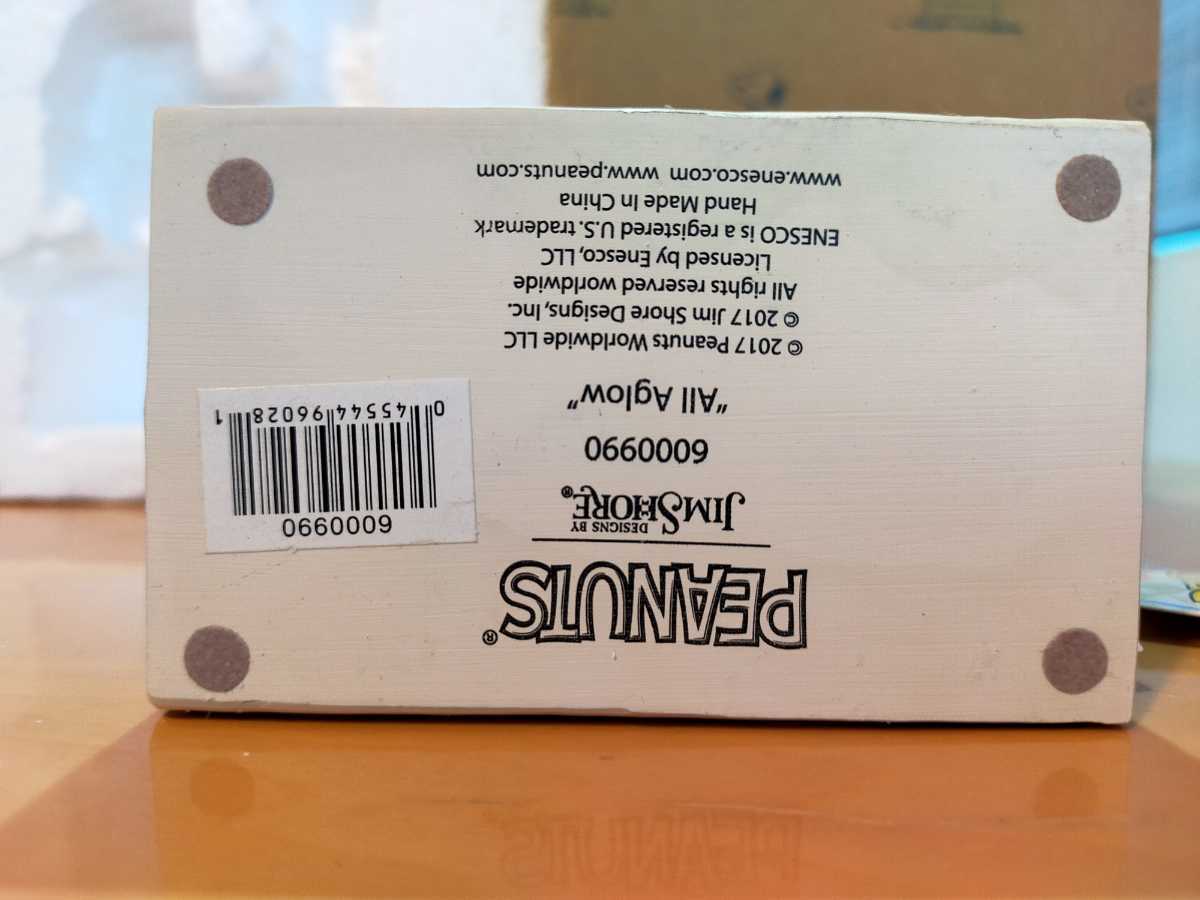 PEANUTS®
DESIGNS BY
JIM SHORE®
6000990
"All Aglow"
© 2017 Peanuts Worldwide LLC
© 2017 Jim Shore Designs, Inc.
All rights reserved worldwide
Licensed by Enesco, LLC
ENESCO is a registered U.S. trademark
Hand Made In China
www.enesco.com www.peanuts.com
6000990
0 45544 96028 1